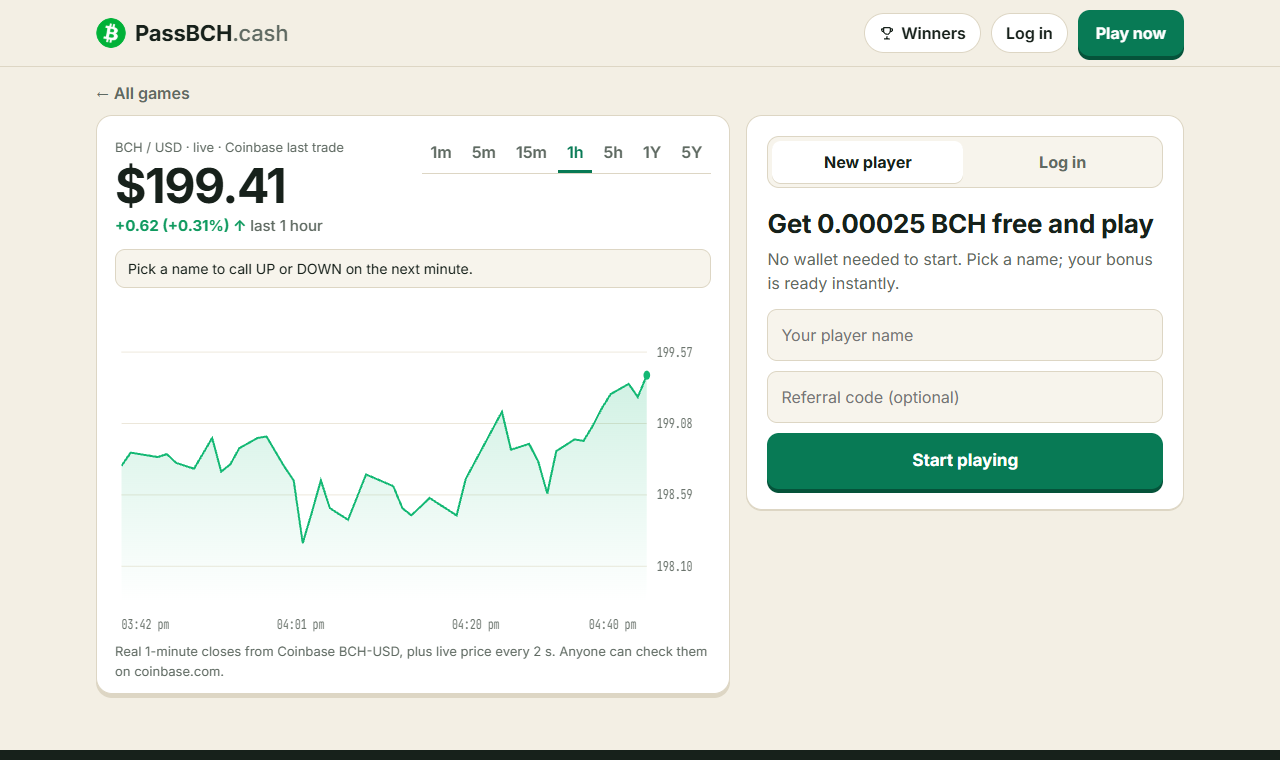 PassBCH.cash
Winners
Log in
Play now
← All games
BCH / USD · live · Coinbase last trade
$199.41
+0.62 (+0.31%) ↑ last 1 hour
1m 5m 15m 1h 5h 1Y 5Y
Pick a name to call UP or DOWN on the next minute.
199.57
199.08
198.59
198.10
03:42 pm 04:01 pm 04:20 pm 04:40 pm
Real 1-minute closes from Coinbase BCH-USD, plus live price every 2 s. Anyone can check them
on coinbase.com.
New player
Log in
Get 0.00025 BCH free and play
No wallet needed to start. Pick a name; your bonus
is ready instantly.
Your player name
Referral code (optional)
Start playing